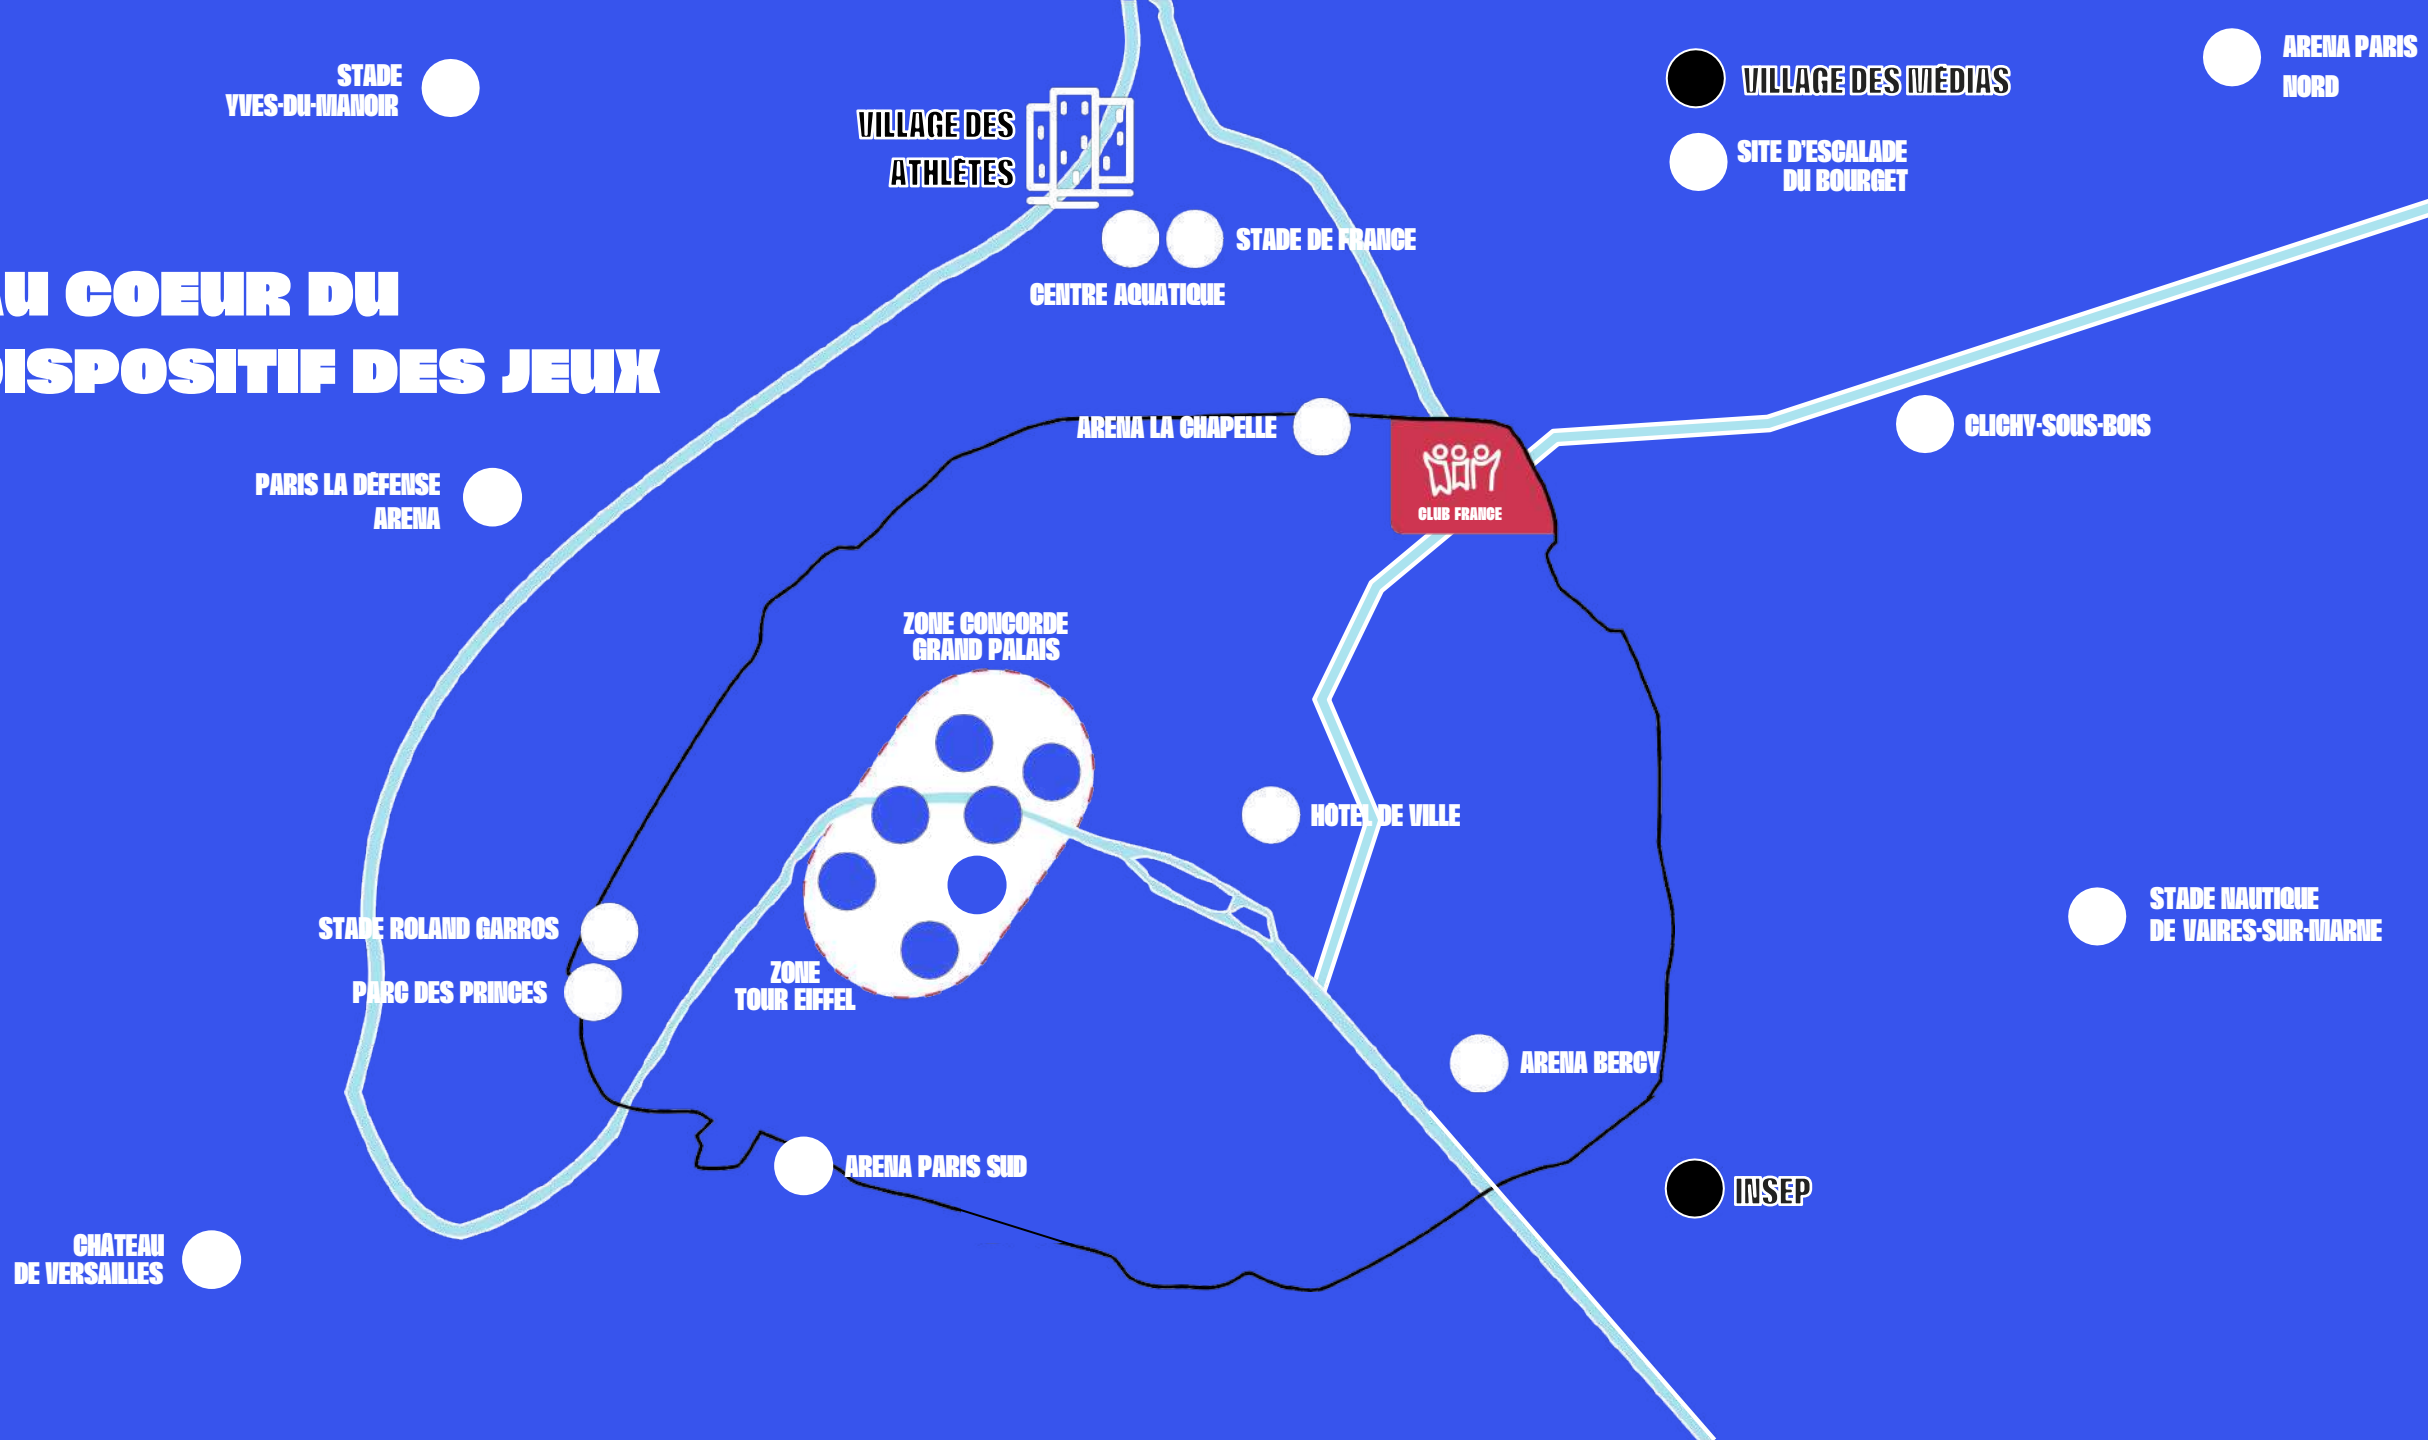 STADE
YVES-DU-MANOIR
VILLAGE DES
ATHLÈTES
VILLAGE DES MÉDIAS
ARENA PARIS
NORD
SITE D'ESCALADE
DU BOURGET
STADE DE FRANCE
CENTRE AQUATIQUE
AU COEUR DU
DISPOSITIF DES JEUX
ARENA LA CHAPELLE
CLICHY-SOUS-BOIS
CLUB FRANCE
PARIS LA DÉFENSE
ARENA
ZONE CONCORDE
GRAND PALAIS
HÔTEL DE VILLE
STADE ROLAND GARROS
PARC DES PRINCES
ZONE
TOUR EIFFEL
STADE NAUTIQUE
DE VAIRES-SUR-MARNE
ARENA BERCY
ARENA PARIS SUD
INSEP
CHÂTEAU
DE VERSAILLES